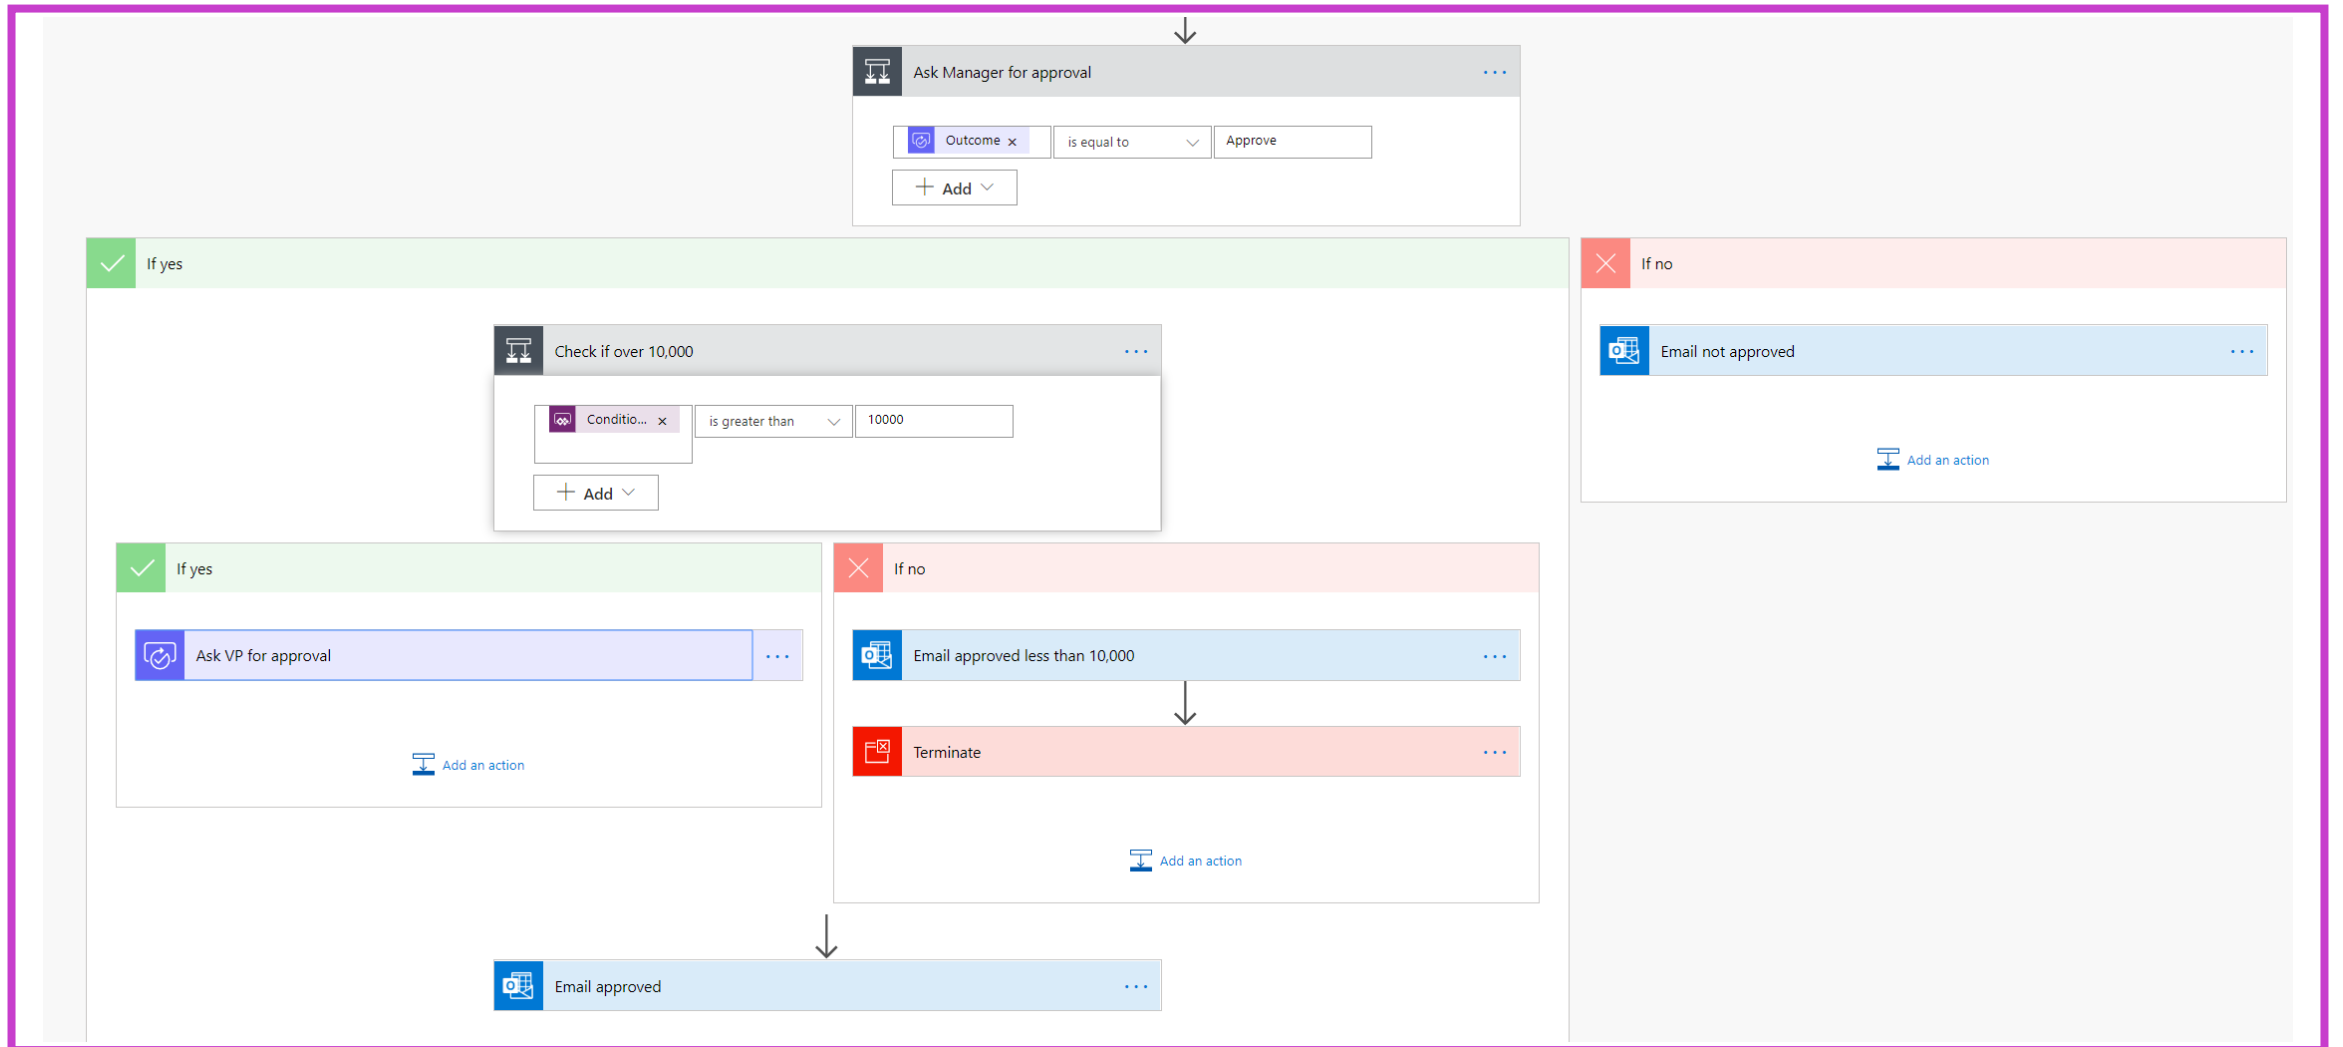 Ask Manager for approval
Outcome
is equal to
Approve
Add
If yes
If no
Check if over 10,000
Email not approved
Conditio...
is greater than
10000
Add an action
Add
If yes
If no
Ask VP for approval
Email approved less than 10,000
Terminate
Add an action
Add an action
Email approved